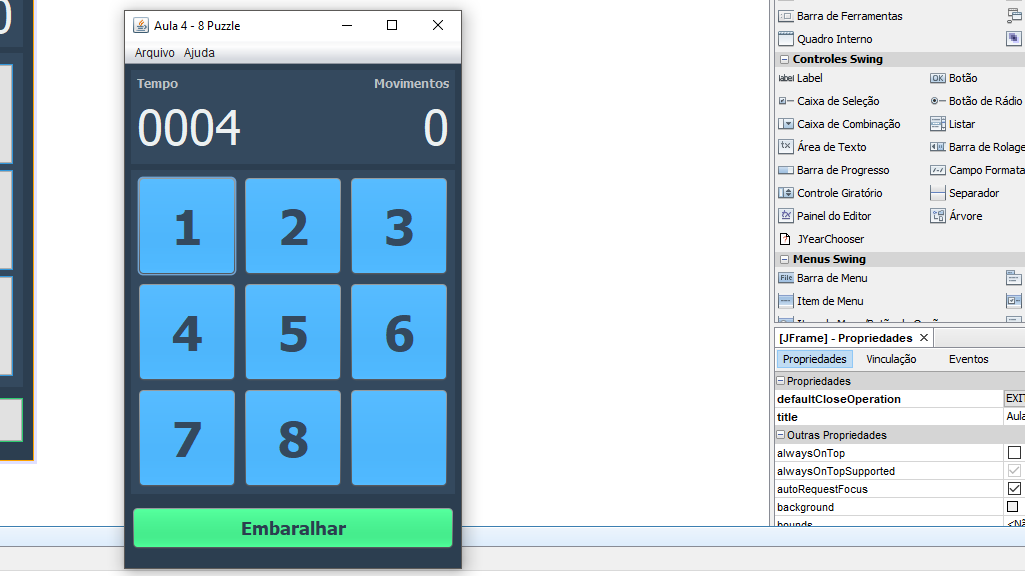 Aula 4 - 8 Puzzle
Arquivo Ajuda
Tempo Movimentos
0004 0
1 2 3
4 5 6
7 8
Embaralhar
Barra de Ferramentas
Quadro Interno
Controles Swing
label Label OK Botão
Caixa de Seleção Botão de Rádio
Caixa de Combinação Listar
Área de Texto Barra de Rolage
Barra de Progresso Campo Formata
Controle Giratório Separador
Painel do Editor Árvore
JYearChooser
Menus Swing
File Barra de Menu
Item de Menu
[JFrame] - Propriedades
Propriedades Vinculação Eventos
Propriedades
defaultCloseOperation EXIT
title Aula
Outras Propriedades
alwaysOnTop
alwaysOnTopSupported
autoRequestFocus
background